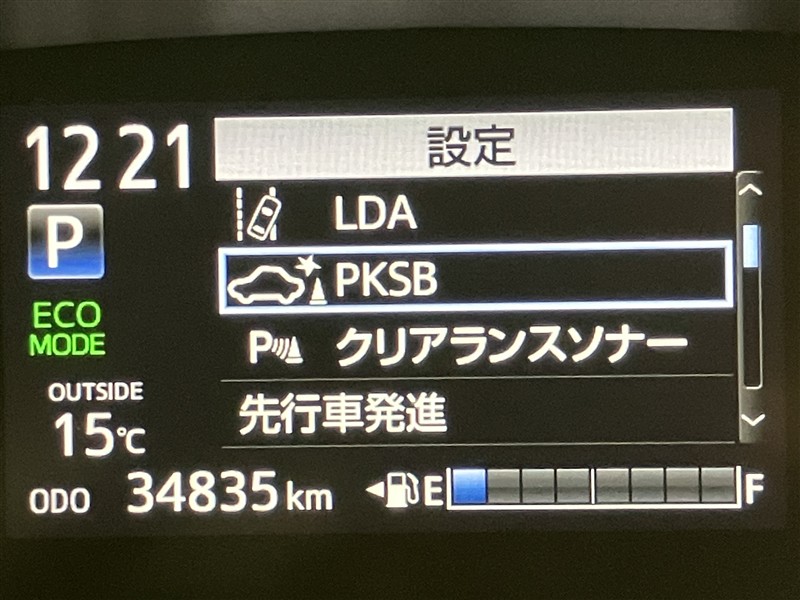 12 21
設定
LDA
P
PKSB
ECO
MODE
P クリアランスソナー
OUTSIDE
15℃
先行車発進
ODO 34835 km
E F